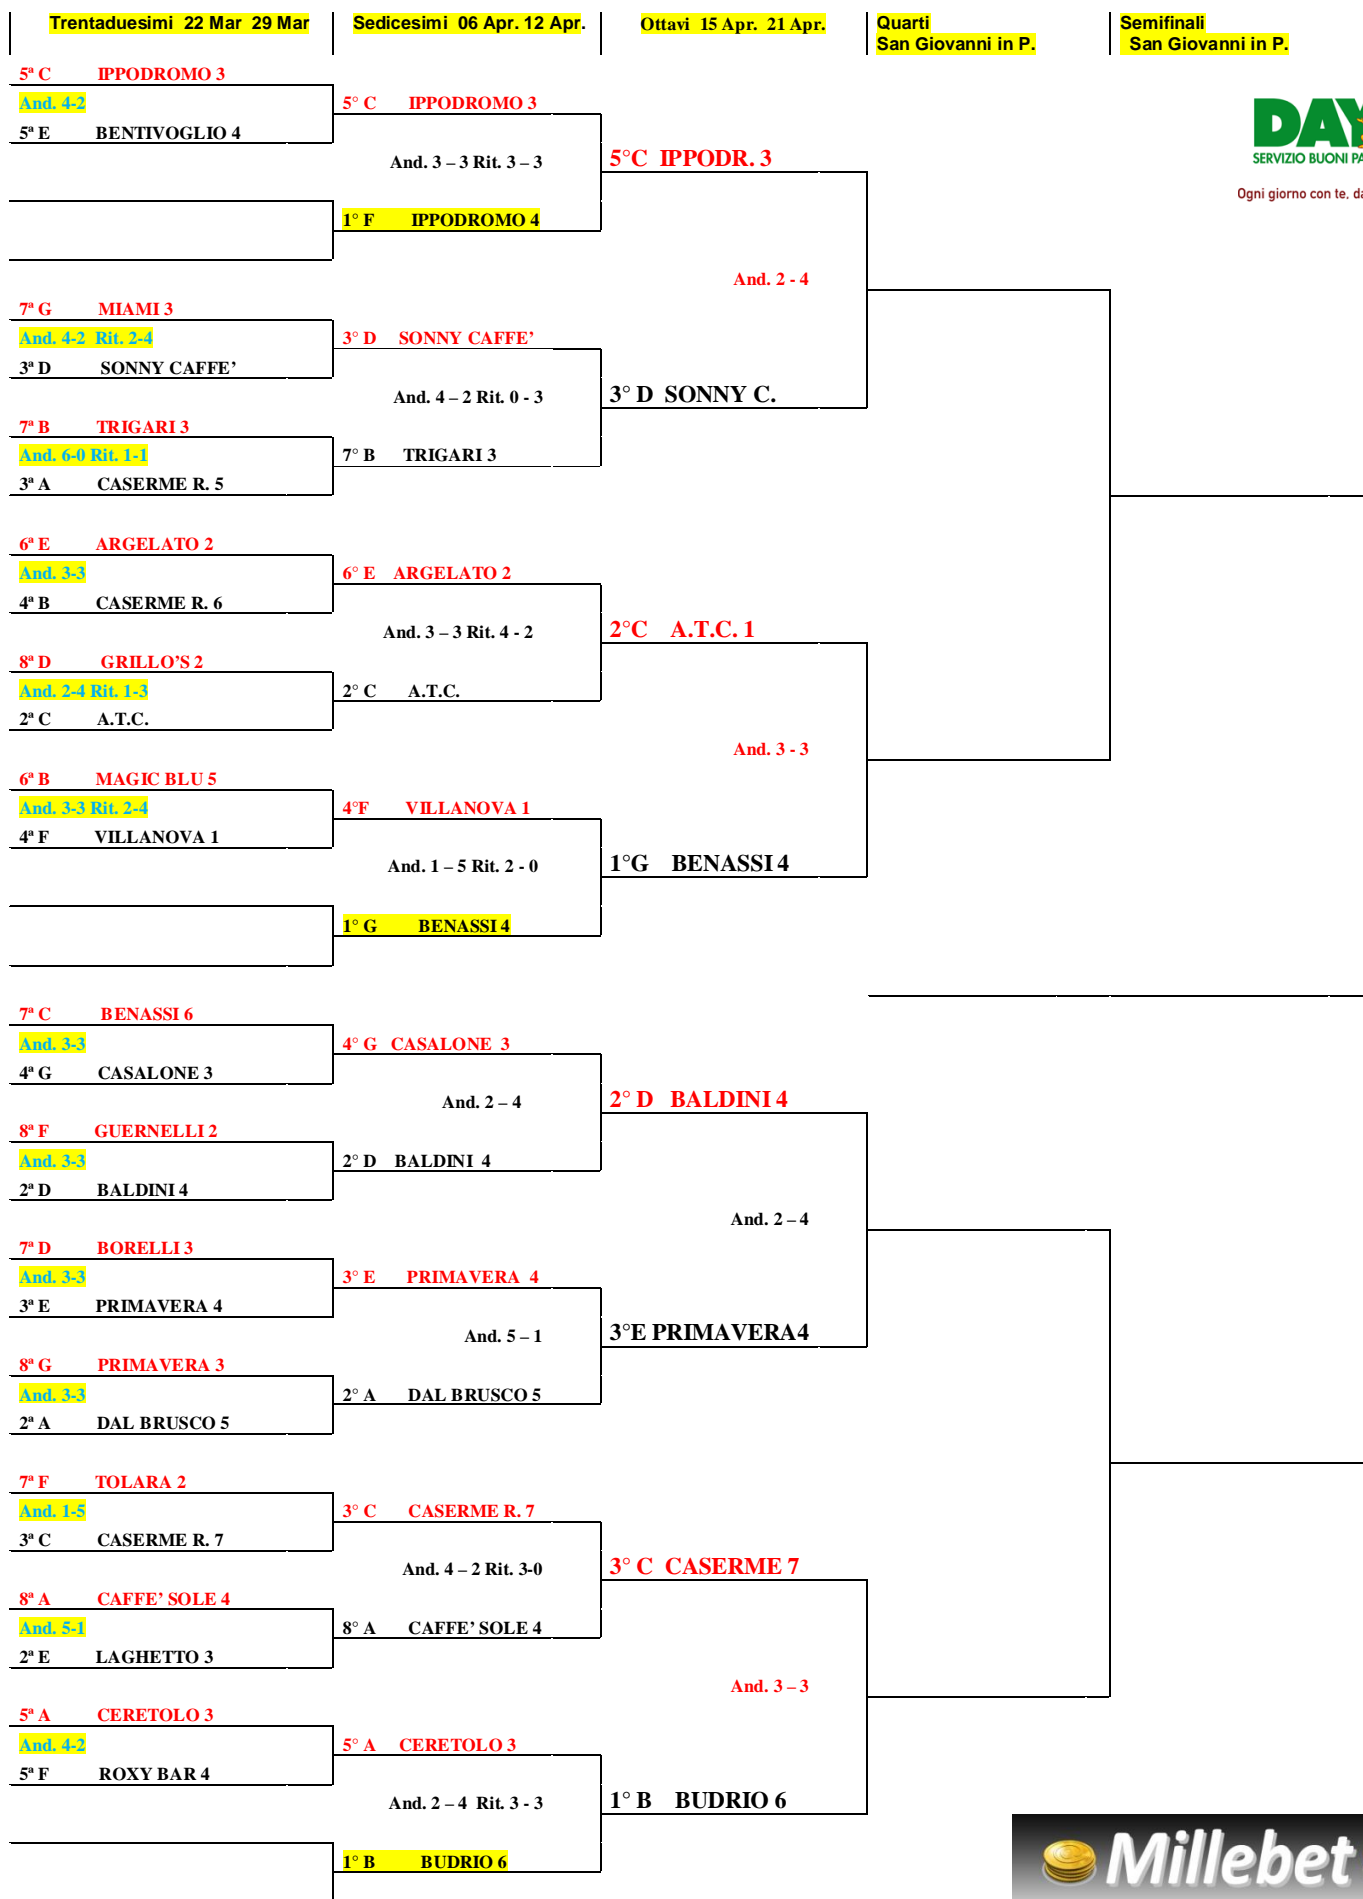 Trentaduesimi 22 Mar 29 Mar
Sedicesimi 06 Apr. 12 Apr.
Ottavi 15 Apr. 21 Apr.
Quarti
San Giovanni in P.
Semifinali
San Giovanni in P.
5ª C IPPODROMO 3
And. 4-2
5ª E BENTIVOGLIO 4
7ª G MIAMI 3
And. 4-2 Rit. 2-4
3ª D SONNY CAFFE’
7ª B TRIGARI 3
And. 6-0 Rit. 1-1
3ª A CASERME R. 5
6ª E ARGELATO 2
And. 3-3
4ª B CASERME R. 6
8ª D GRILLO’S 2
And. 2-4 Rit. 1-3
2ª C A.T.C.
6ª B MAGIC BLU 5
And. 3-3 Rit. 2-4
4ª F VILLANOVA 1
7ª C BENASSI 6
And. 3-3
4ª G CASALONE 3
8ª F GUERNELLI 2
And. 3-3
2ª D BALDINI 4
7ª D BORELLI 3
And. 3-3
3ª E PRIMAVERA 4
8ª G PRIMAVERA 3
And. 3-3
2ª A DAL BRUSCO 5
7ª F TOLARA 2
And. 1-5
3ª C CASERME R. 7
8ª A CAFFE’ SOLE 4
And. 5-1
2ª E LAGHETTO 3
5ª A CERETOLO 3
And. 4-2
5ª F ROXY BAR 4
5° C IPPODROMO 3
And. 3 – 3 Rit. 3 – 3
1° F IPPODROMO 4
3° D SONNY CAFFE’
And. 4 – 2 Rit. 0 - 3
7° B TRIGARI 3
6° E ARGELATO 2
And. 3 – 3 Rit. 4 - 2
2° C A.T.C.
4°F VILLANOVA 1
And. 1 – 5 Rit. 2 - 0
1° G BENASSI 4
4° G CASALONE 3
And. 2 – 4
2° D BALDINI 4
3° E PRIMAVERA 4
And. 5 – 1
2° A DAL BRUSCO 5
3° C CASERME R. 7
And. 4 – 2 Rit. 3-0
8° A CAFFE’ SOLE 4
5° A CERETOLO 3
And. 2 – 4 Rit. 3 - 3
1° B BUDRIO 6
5°C IPPODR. 3
And. 2 - 4
3° D SONNY C.
2°C A.T.C. 1
And. 3 - 3
1°G BENASSI 4
2° D BALDINI 4
And. 2 – 4
3°E PRIMAVERA4
3° C CASERME 7
And. 3 – 3
1° B BUDRIO 6
DAY
SERVIZIO BUONI PA
Ogni giorno con te, da
Millebet